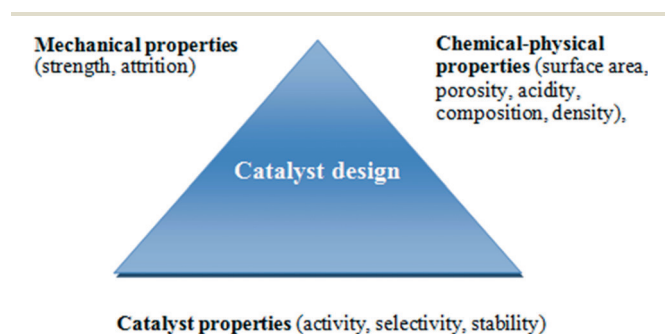 Mechanical properties
(strength, attrition)
Chemical-physical
properties (surface area,
porosity, acidity,
composition, density),
Catalyst design
Catalyst properties (activity, selectivity, stability)